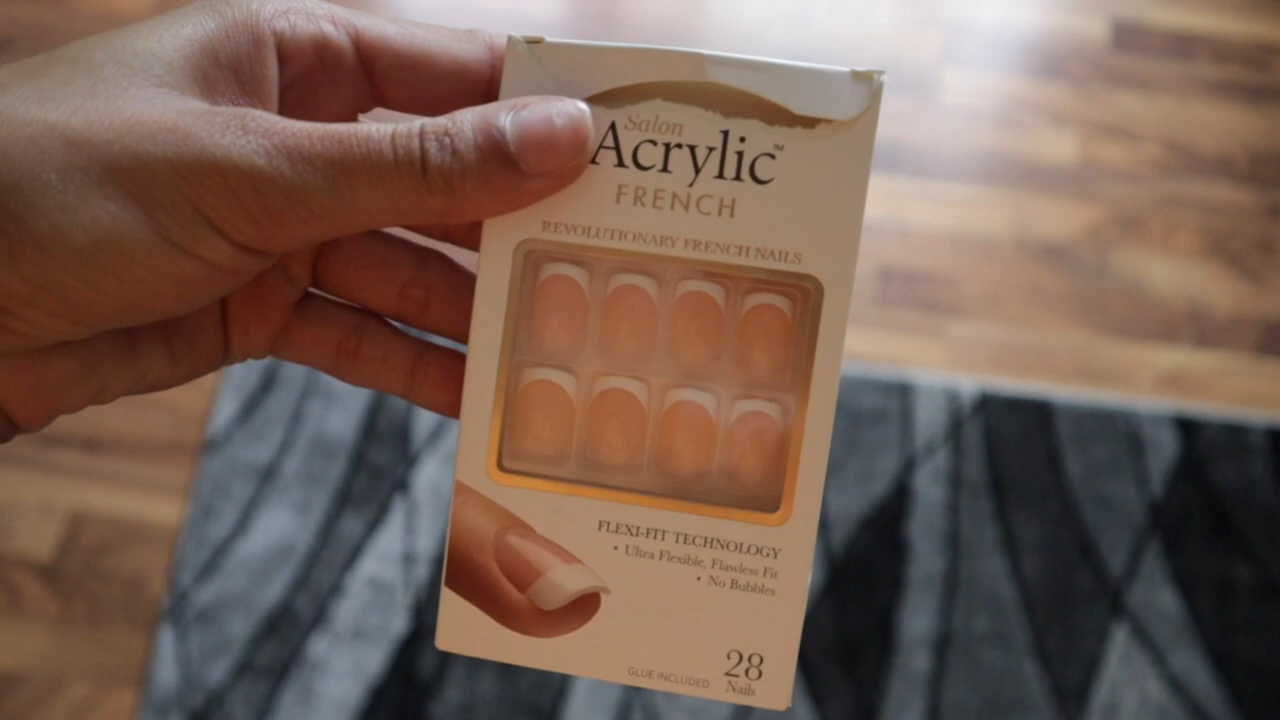 Salon
Acrylic™
FRENCH
REVOLUTIONARY FRENCH NAILS
FLEXI-FIT TECHNOLOGY
• Ultra Flexible, Flawless Fit
• No Bubbles
GLUE INCLUDED
28
Nails